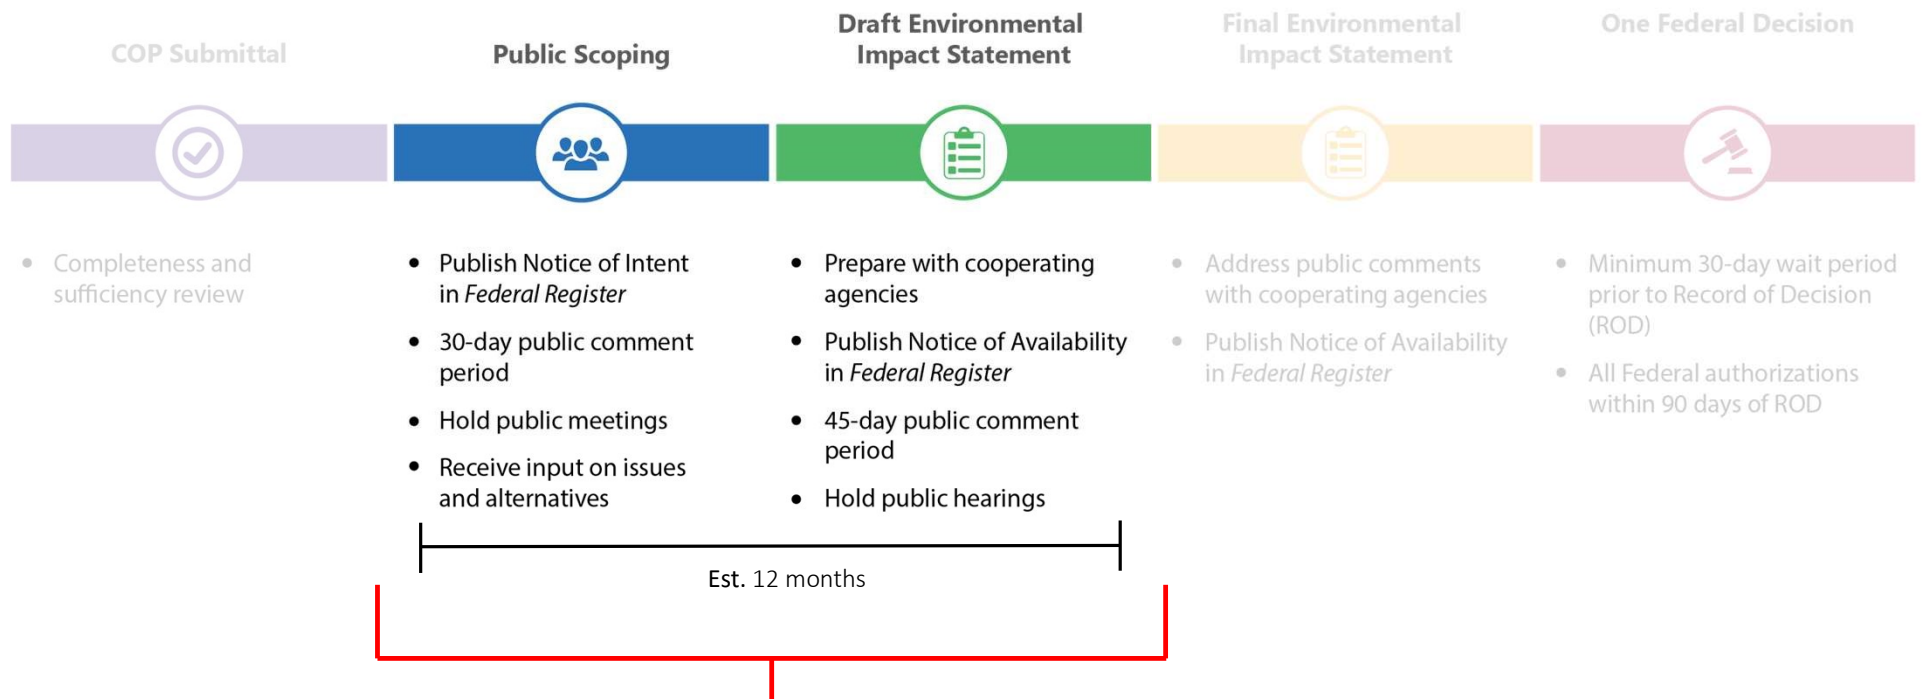 COP Submittal
Public Scoping
Draft Environmental
Impact Statement
Final Environmental
Impact Statement
One Federal Decision
• Completeness and
sufficiency review
• Publish Notice of Intent
in Federal Register
• 30-day public comment
period
• Hold public meetings
• Receive input on issues
and alternatives
• Prepare with cooperating
agencies
• Publish Notice of Availability
in Federal Register
• 45-day public comment
period
• Hold public hearings
• Address public comments
with cooperating agencies
• Publish Notice of Availability
in Federal Register
• Minimum 30-day wait period
prior to Record of Decision
(ROD)
• All Federal authorizations
within 90 days of ROD
Est. 12 months